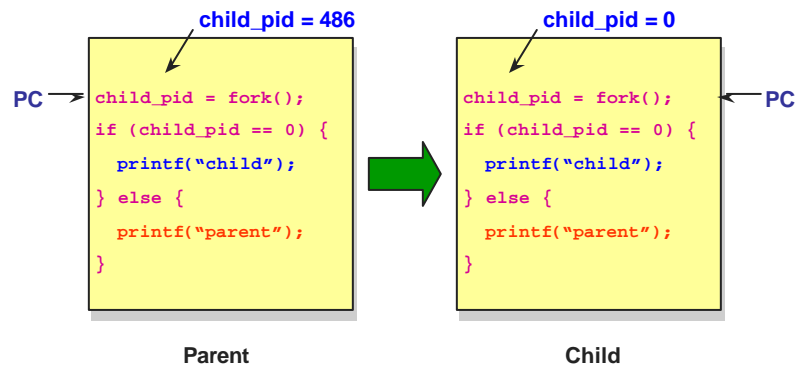 child_pid = 486
child_pid = 0
PC
child_pid = fork();
if (child_pid == 0) {
printf(“child”);
} else {
printf(“parent”);
}
child_pid = fork();
if (child_pid == 0) {
printf(“child”);
} else {
printf(“parent”);
}
PC
Parent
Child